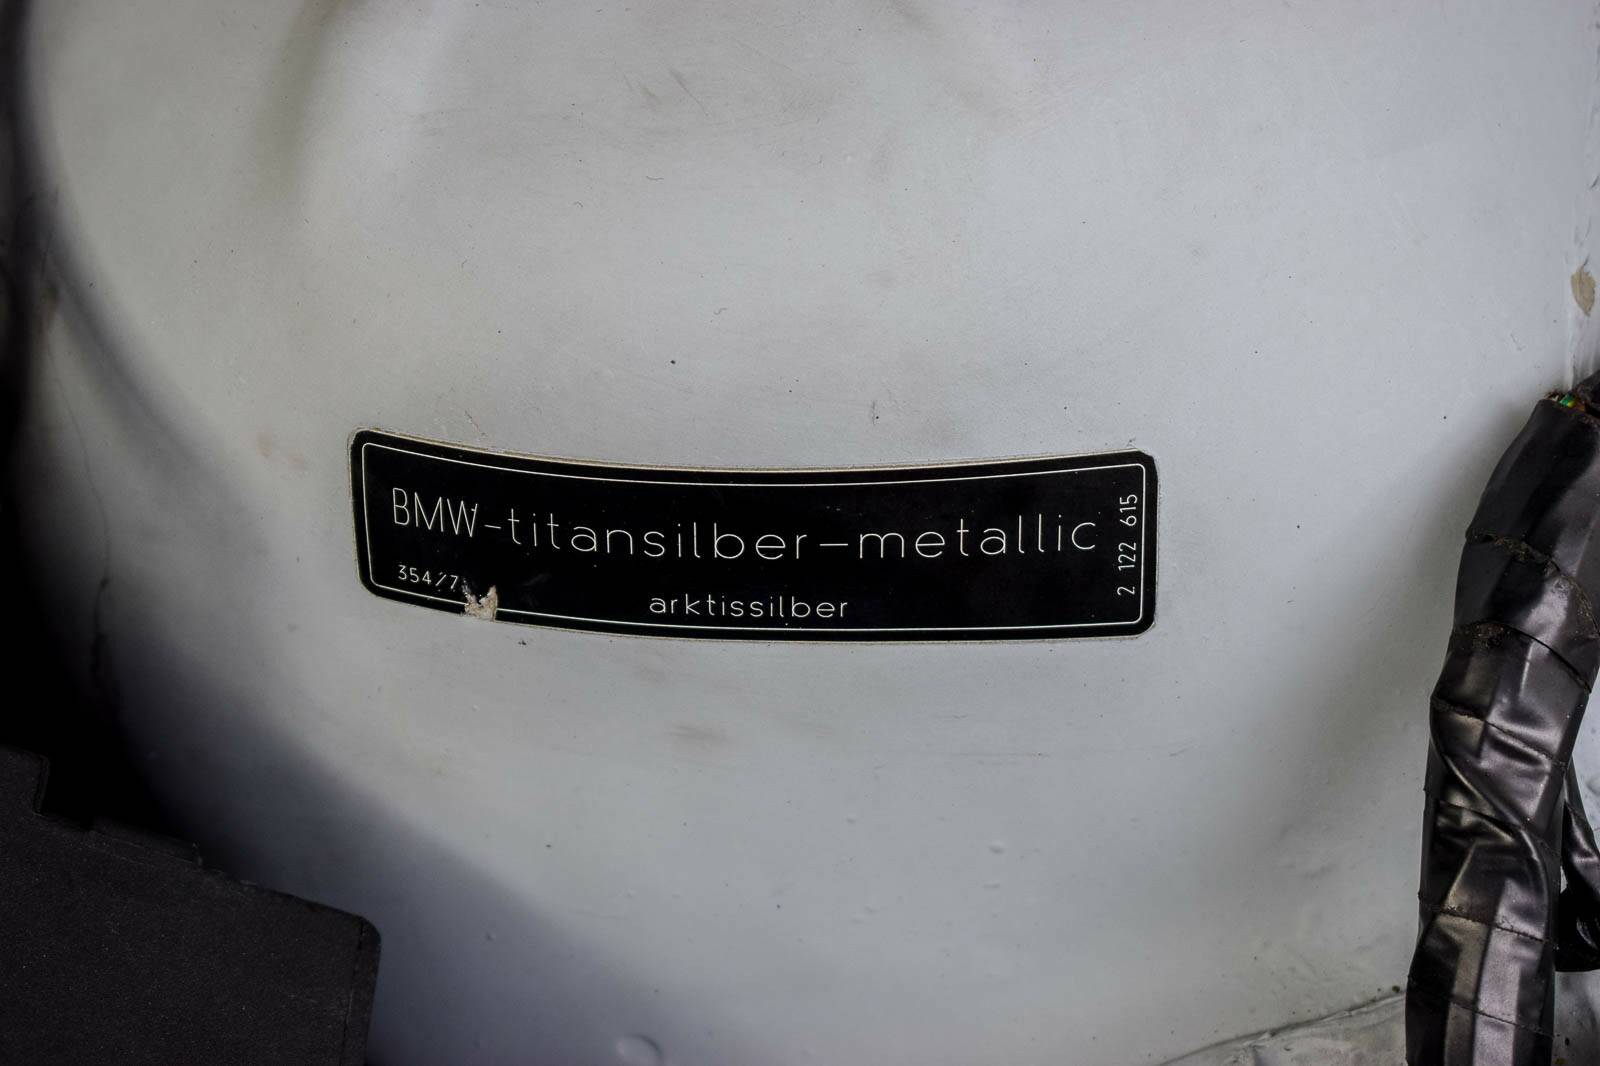 BMW-titansilber-metallic
354/7
arktissilber
2 122 615